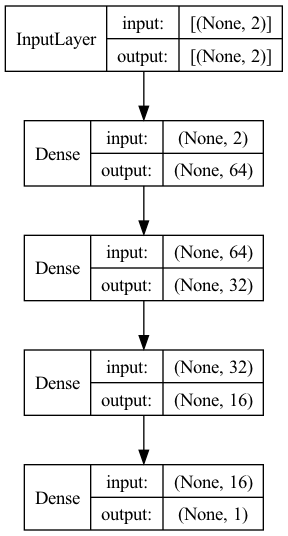 InputLayer
input: [(None, 2)]
output: [(None, 2)]
Dense
input: (None, 2)
output: (None, 64)
Dense
input: (None, 64)
output: (None, 32)
Dense
input: (None, 32)
output: (None, 16)
Dense
input: (None, 16)
output: (None, 1)